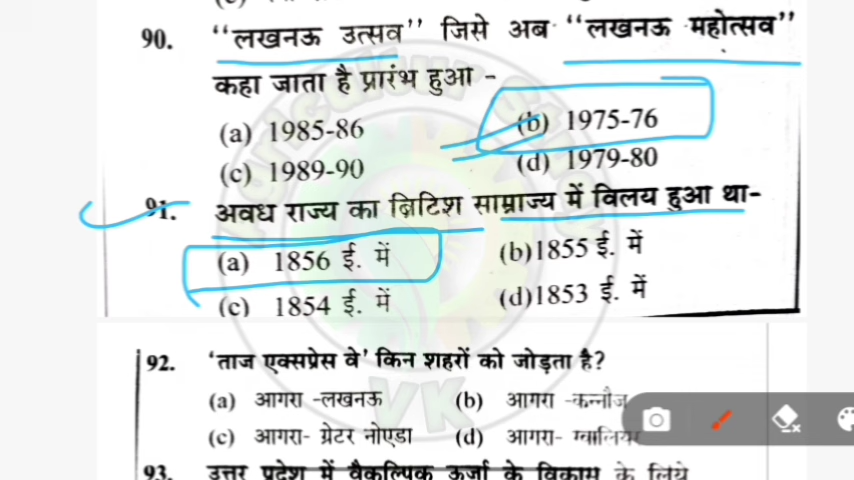 90. “लखनऊ उत्सव” जिसे अब “लखनऊ महोत्सव”
कहा जाता है प्रारंभ हुआ -
(a) 1985-86 (b) 1975-76
(c) 1989-90 (d) 1979-80
91. अवध राज्य का ब्रिटिश साम्राज्य में विलय हुआ था-
(a) 1856 ई. में (b)1855 ई. में
(c) 1854 ई. में (d)1853 ई. में
92. ‘ताज एक्सप्रेस वे’ किन शहरों को जोड़ता है?
(a) आगरा -लखनऊ (b) आगरा -कन्नौज
(c) आगरा- ग्रेटर नोएडा (d) आगरा- ग्वालियर
93. उत्तर प्रदेश में वैकल्पिक ऊर्जा के विकास के लिये
VK